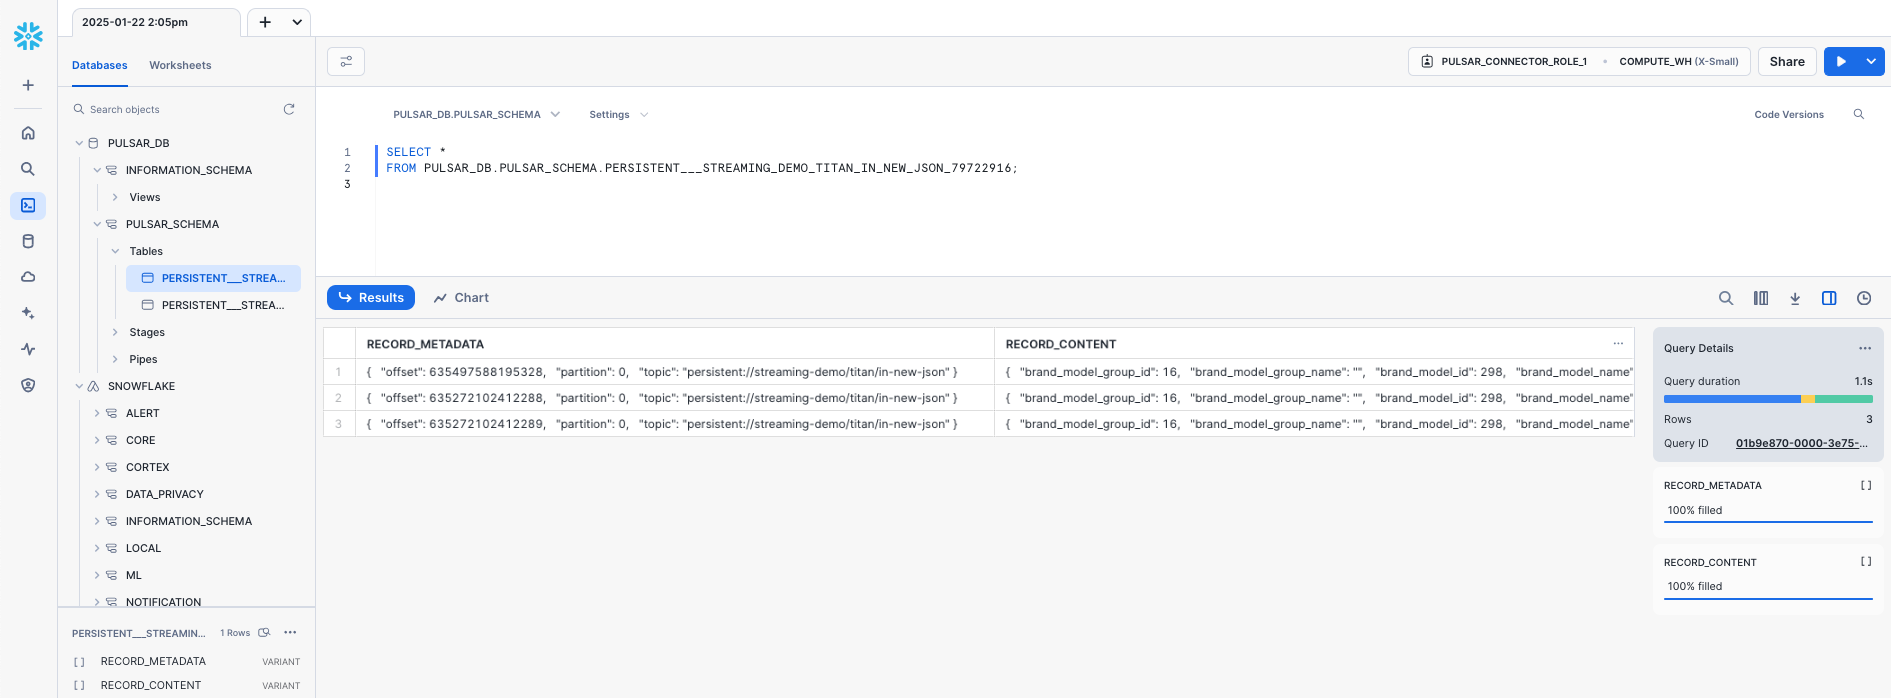 2025-01-22 2:05pm
Databases
Worksheets
PULSAR_CONNECTOR_ROLE_1
COMPUTE_WH (X-Small)
Share
Search objects
PULSAR_DB.PULSAR_SCHEMA
Settings
Code Versions
PULSAR_DB
INFORMATION_SCHEMA
Views
PULSAR_SCHEMA
Tables
PERSISTENT___STREA...
PERSISTENT___STREA...
Stages
Pipes
SNOWFLAKE
ALERT
CORE
CORTEX
DATA_PRIVACY
INFORMATION_SCHEMA
LOCAL
ML
NOTIFICATION
PERSISTENT___STREAMIN... 1 Rows
RECORD_METADATA VARIANT
RECORD_CONTENT VARIANT
1 SELECT *
2 FROM PULSAR_DB.PULSAR_SCHEMA.PERSISTENT___STREAMING_DEMO_TITAN_IN_NEW_JSON_79722916;
3
Results
Chart
RECORD_METADATA RECORD_CONTENT ...
1 { "offset": 635497588195328, "partition": 0, "topic": "persistent://streaming-demo/titan/in-new-json" } { "brand_model_group_id": 16, "brand_model_group_name": "", "brand_model_id": 298, "brand_model_name"
2 { "offset": 635272102412288, "partition": 0, "topic": "persistent://streaming-demo/titan/in-new-json" } { "brand_model_group_id": 16, "brand_model_group_name": "", "brand_model_id": 298, "brand_model_name"
3 { "offset": 635272102412289, "partition": 0, "topic": "persistent://streaming-demo/titan/in-new-json" } { "brand_model_group_id": 16, "brand_model_group_name": "", "brand_model_id": 298, "brand_model_name"
Query Details
Query duration 1.1s
Rows 3
Query ID 01b9e870-0000-3e75-...
RECORD_METADATA
100% filled
RECORD_CONTENT
100% filled